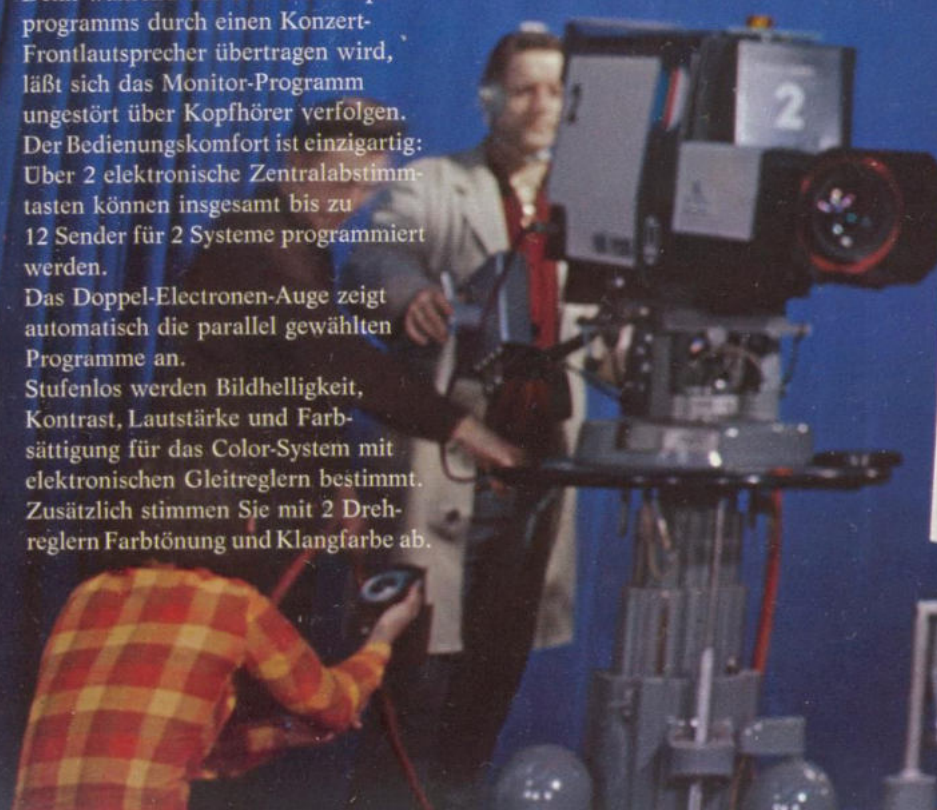 programms durch einen Konzert-
Frontlautsprecher übertragen wird,
läßt sich das Monitor-Programm
ungestört über Kopfhörer verfolgen.
Der Bedienungskomfort ist einzigartig:
Über 2 elektronische Zentralabstimm-
tasten können insgesamt bis zu
12 Sender für 2 Systeme programmiert
werden.
Das Doppel-Electronen-Auge zeigt
automatisch die parallel gewählten
Programme an.
Stufenlos werden Bildhelligkeit,
Kontrast, Lautstärke und Farb-
sättigung für das Color-System mit
elektronischen Gleitreglern bestimmt.
Zusätzlich stimmen Sie mit 2 Dreh-
reglern Farbtönung und Klangfarbe ab.
2